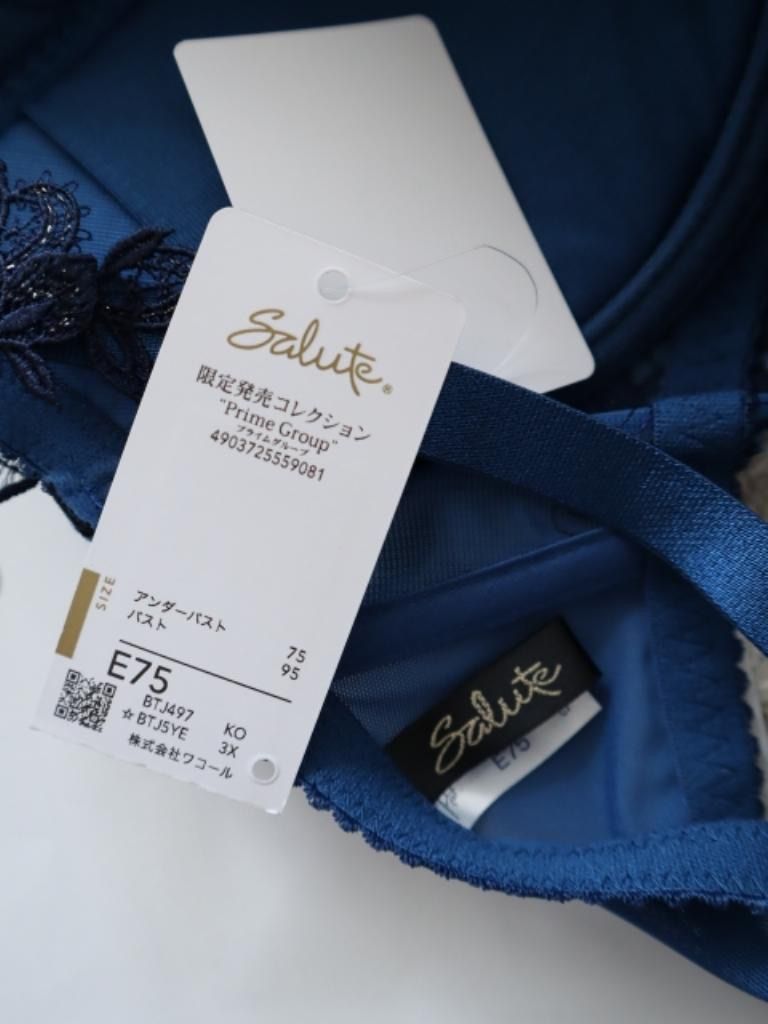 Salute®
限定発売コレクション
"Prime Group"
プライムグループ
4903725559081
SIZE
アンダーバスト 75
バスト 95
E75
BTJ497 KO
☆BTJ5YE 3X
株式会社ワコール
Salute
E75